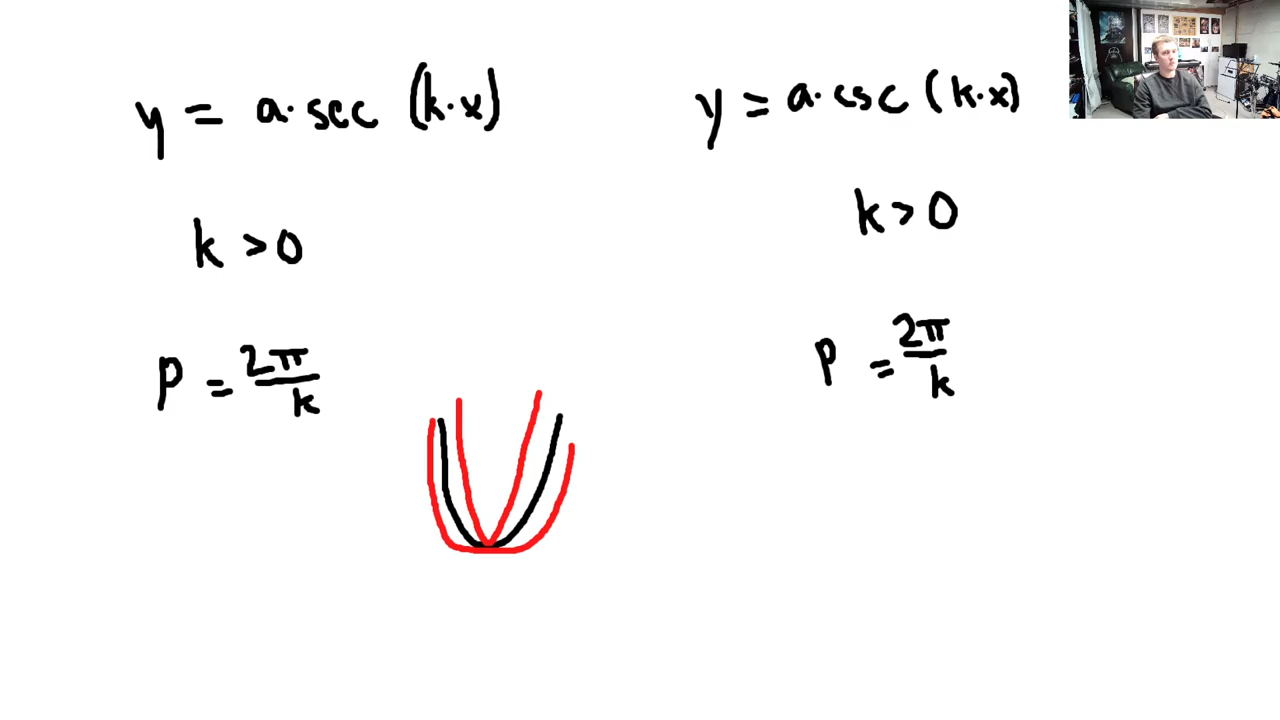 y = a·sec (k·x)
k > 0
P = 2π/k
y = a·csc (k·x)
k > 0
P = 2π/k